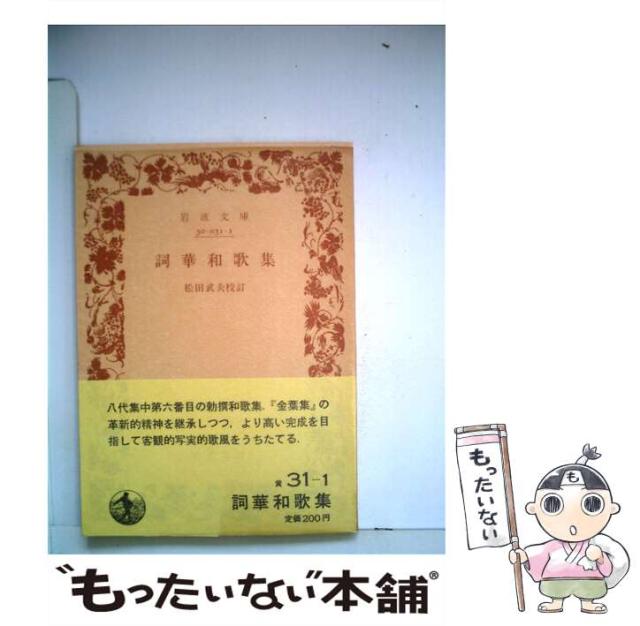 岩波文庫
30-031-1
詞華和歌集
松田武夫校訂
八代集中第六番目の勅撰和歌集.『金葉集』の
革新的精神を継承しつつ,より高い完成を目
指して客観的写実的歌風をうちたてる.
黄 31-1
詞華和歌集
定価200円
もったいない
"もったいない"本舗®